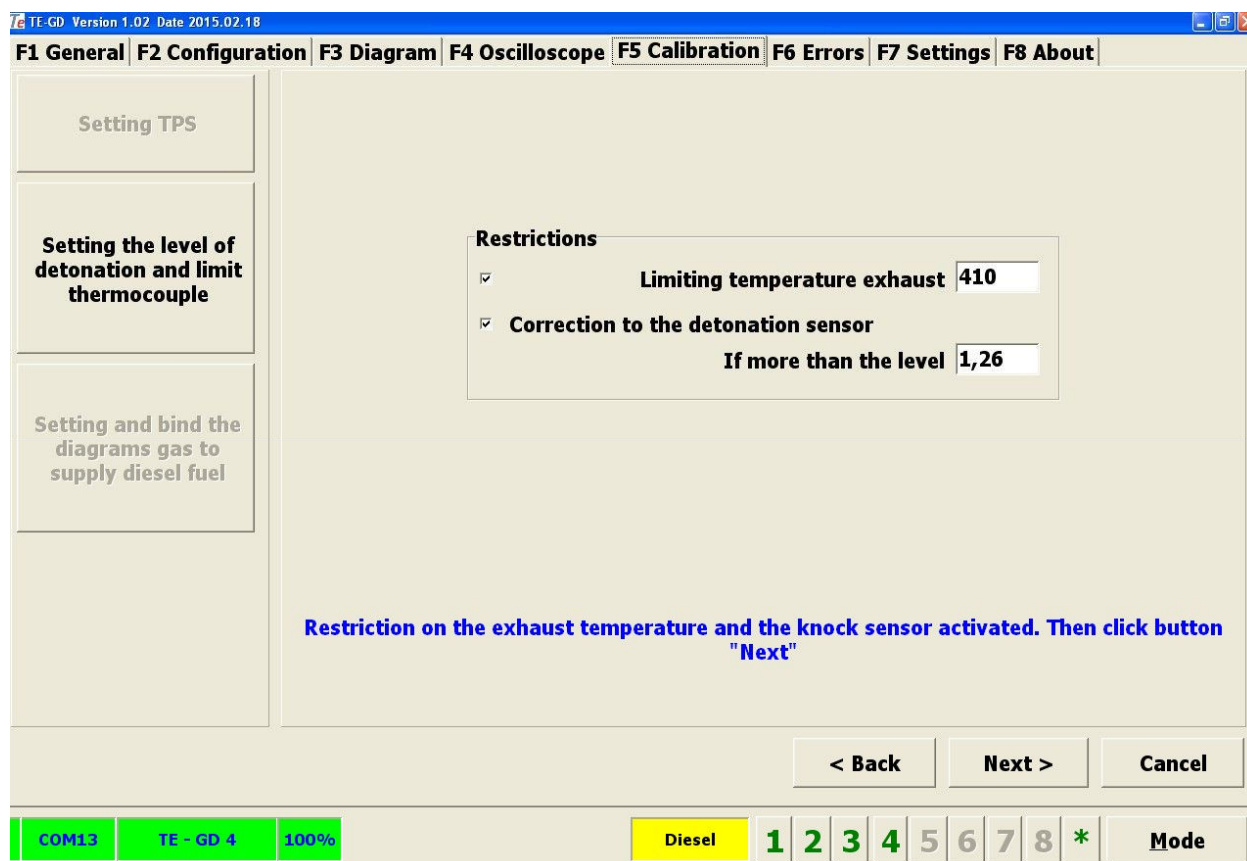 Te TE-GD Version 1.02 Date 2015.02.18
F1 General F2 Configuration F3 Diagram F4 Oscilloscope F5 Calibration F6 Errors F7 Settings F8 About
Setting TPS
Setting the level of
detonation and limit
thermocouple
Setting and bind the
diagrams gas to
supply diesel fuel
Restrictions
Limiting temperature exhaust 410
Correction to the detonation sensor
If more than the level 1,26
Restriction on the exhaust temperature and the knock sensor activated. Then click button
"Next"
< Back Next > Cancel
COM13 TE - GD 4 100% Diesel 1 2 3 4 5 6 7 8 * Mode